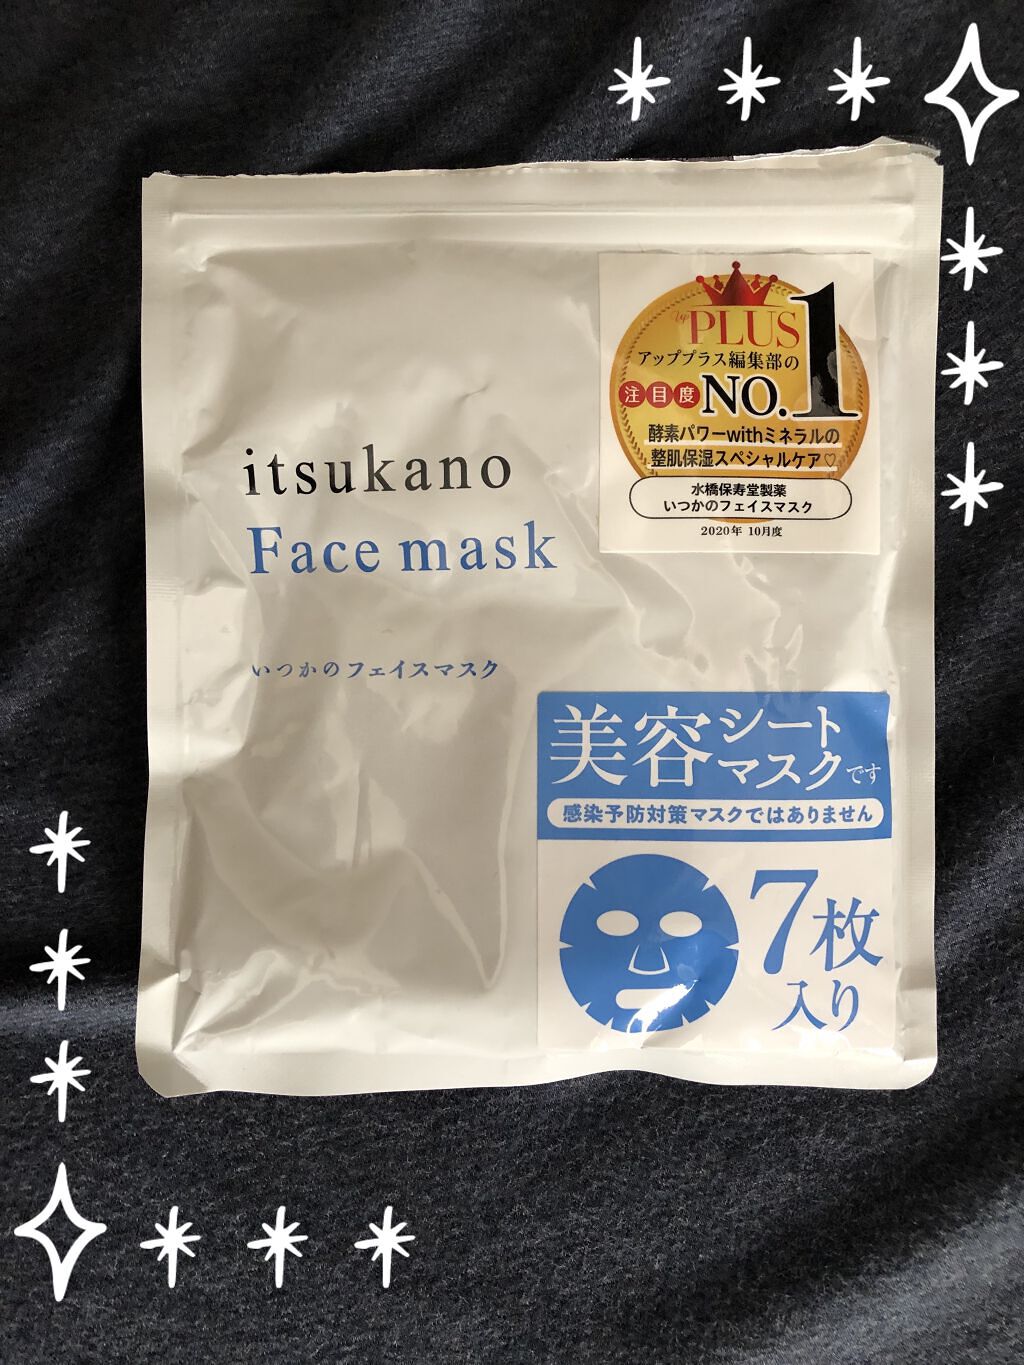 up PLUS
アッププラス編集部の
注目度 NO.1
酵素パワーwithミネラルの
整肌保湿スペシャルケア♡
水橋保寿堂製薬
いつかのフェイスマスク
2020年 10月度
itsukano
Face mask
いつかのフェイスマスク
美容シート
マスクです
感染予防対策マスクではありません
7枚
入り